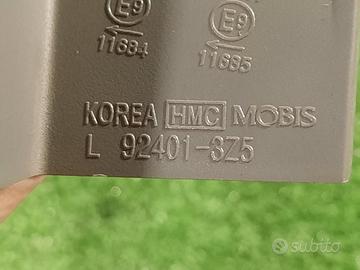 E9 E9
11684 11685
KOREA HMC MOBIS
L 92401-3Z5
subito